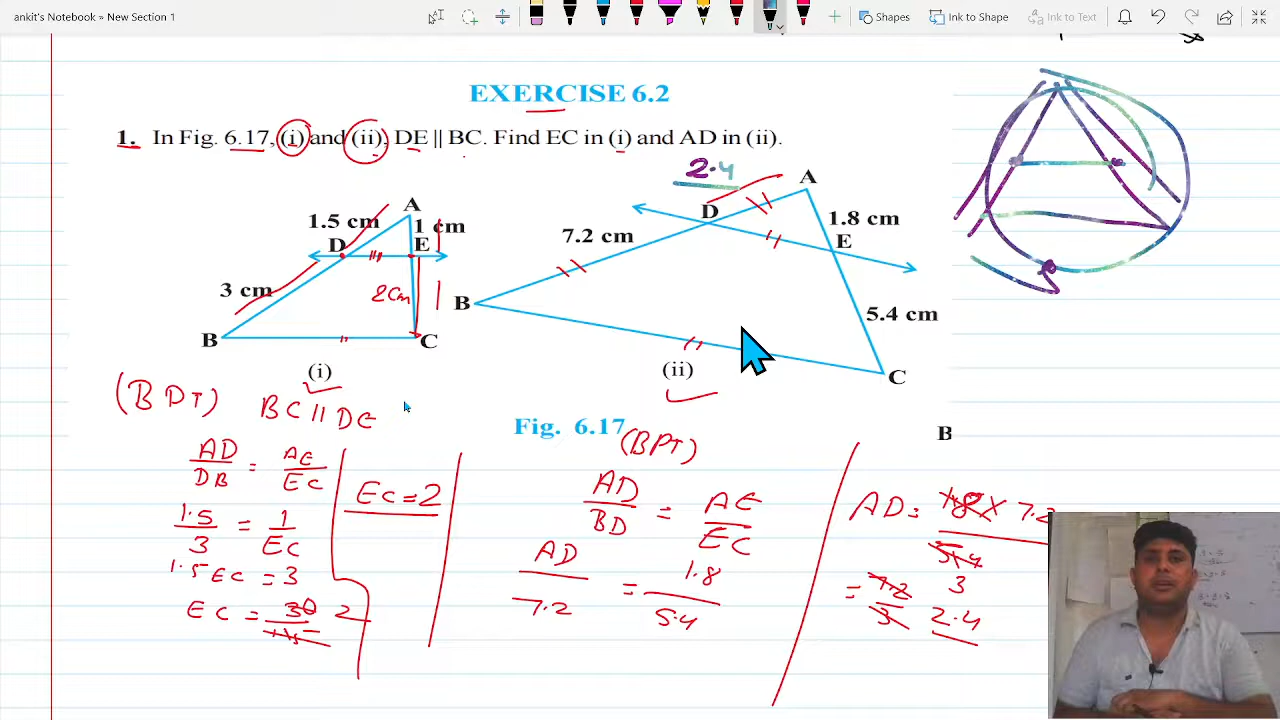 ankit's Notebook » New Section 1
Shapes
Ink to Shape
Ink to Text
EXERCISE 6.2
1. In Fig. 6.17, (i) and (ii), DE || BC. Find EC in (i) and AD in (ii).
2.4
A
1.5 cm
1 cm
D
E
3 cm
2cm
B
C
(i)
A
D
1.8 cm
7.2 cm
E
B
5.4 cm
C
(ii)
Fig. 6.17
B
(BDT) BC || DE
AD/DB = AE/EC
1.5/3 = 1/EC
1.5 EC = 3
EC = 30/15 2
EC = 2
(BPT)
AD/BD = AE/EC
AD/7.2 = 1.8/5.4
AD = 1.8 × 7.2
5.4
3
= 7.2/3 2.4